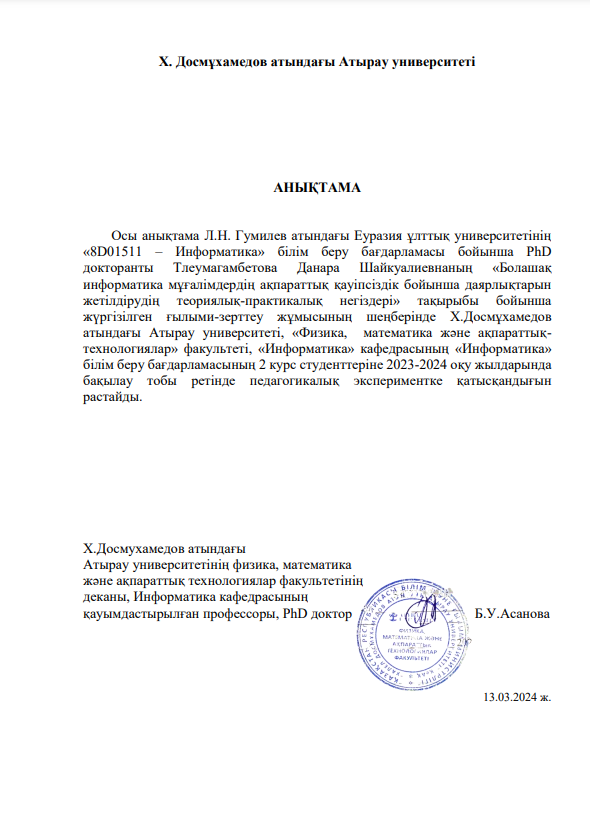 Х. Досмұхамедов атындағы Атырау университеті
АНЫҚТАМА
Осы анықтама Л.Н. Гумилев атындағы Еуразия ұлттық университетінің
«8D01511 – Информатика» білім беру бағдарламасы бойынша PhD
докторанты Тлеумагамбетова Данара Шайкуалиевнаның «Болашақ
информатика мұғалімдердің ақпараттық қауіпсіздік бойынша даярлықтарын
жетілдірудің теориялық-практикалық негіздері» тақырыбы бойынша
жүргізілген ғылыми-зерттеу жұмысының шеңберінде Х.Досмұхамедов
атындағы Атырау университеті, «Физика, математика және ақпараттық-
технологиялар» факультеті, «Информатика» кафедрасының «Информатика»
білім беру бағдарламасының 2 курс студенттеріне 2023-2024 оқу жылдарында
бақылау тобы ретінде педагогикалық экспериментке қатысқандығын
растайды.
Х.Досмухамедов атындағы
Атырау университетінің физика, математика
және ақпараттық технологиялар факультетінің
деканы, Информатика кафедрасының
қауымдастырылған профессоры, PhD доктор Б.У.Асанова
ФИЗИКА,
МАТЕМАТИКА ЖӘНЕ
АҚПАРАТТЫҚ
ТЕХНОЛОГИЯЛАР
ФАКУЛЬТЕТІ
13.03.2024 ж.